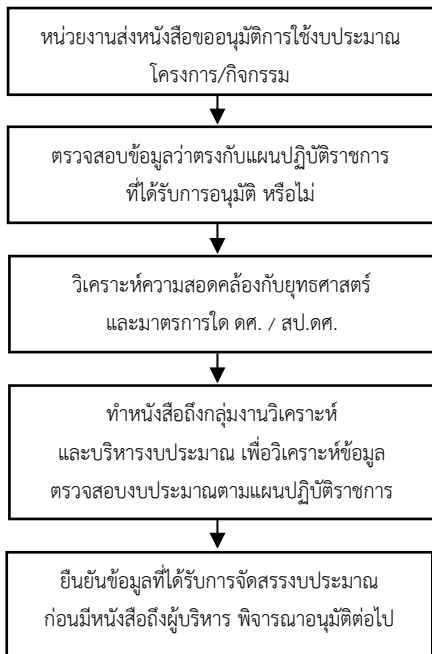 หน่วยงานส่งหนังสือขออนุมัติการใช้งบประมาณ
โครงการ/กิจกรรม
ตรวจสอบข้อมูลว่าตรงกับแผนปฏิบัติราชการ
ที่ได้รับการอนุมัติ หรือไม่
วิเคราะห์ความสอดคล้องกับยุทธศาสตร์
และมาตรการใด ดศ. / สป.ดศ.
ทำหนังสือถึงกลุ่มงานวิเคราะห์
และบริหารงบประมาณ เพื่อวิเคราะห์ข้อมูล
ตรวจสอบงบประมาณตามแผนปฏิบัติราชการ
ยืนยันข้อมูลที่ได้รับการจัดสรรงบประมาณ
ก่อนมีหนังสือถึงผู้บริหาร พิจารณาอนุมัติต่อไป